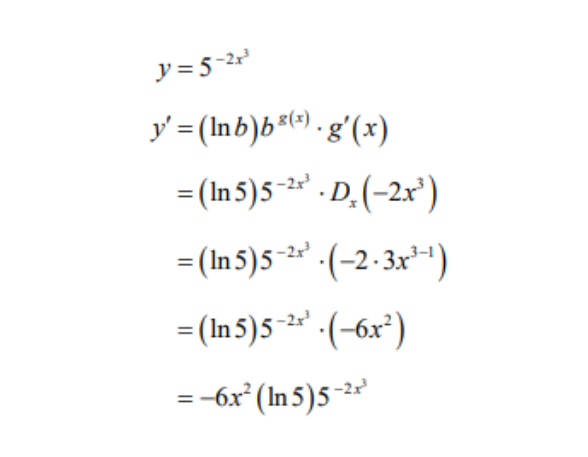 y = 5^{-2x^3}
y' = (ln b)b^{g(x)} · g'(x)
= (ln 5)5^{-2x^3} · D_x(-2x^3)
= (ln 5)5^{-2x^3} · (-2 · 3x^{3-1})
= (ln 5)5^{-2x^3} · (-6x^2)
= -6x^2 (ln 5)5^{-2x^3}